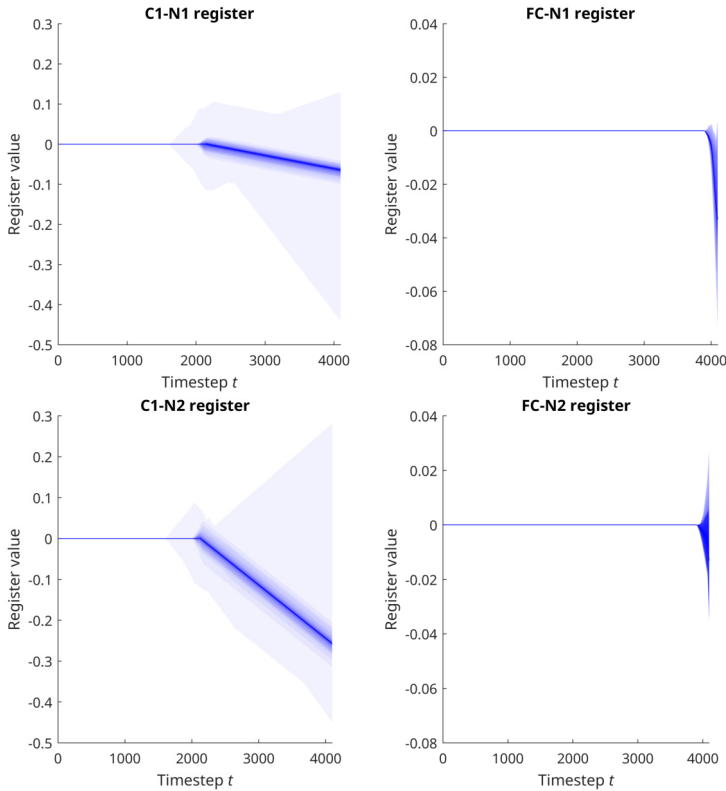 C1-N1 register
0.3
0.2
0.1
0
-0.1
-0.2
-0.3
-0.4
-0.5
Register value
0 1000 2000 3000 4000
Timestep t
FC-N1 register
0.04
0.02
0
-0.02
-0.04
-0.06
-0.08
Register value
0 1000 2000 3000 4000
Timestep t
C1-N2 register
0.3
0.2
0.1
0
-0.1
-0.2
-0.3
-0.4
-0.5
Register value
0 1000 2000 3000 4000
Timestep t
FC-N2 register
0.04
0.02
0
-0.02
-0.04
-0.06
-0.08
Register value
0 1000 2000 3000 4000
Timestep t